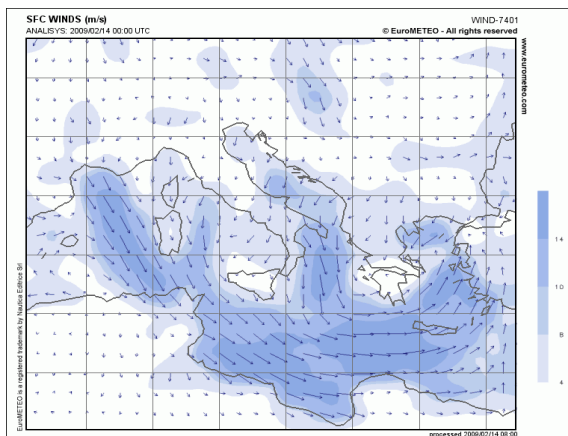 SFC WINDS (m/s)
WIND-7401
ANALISYS: 2009/02/14 00:00 UTC
© EuroMETEO - All rights reserved
www.eurometeo.com
EuroMETEO is a registered trademark by Nautica Editrice Srl
14
10
8
4
processed 2009/02/14 08:00